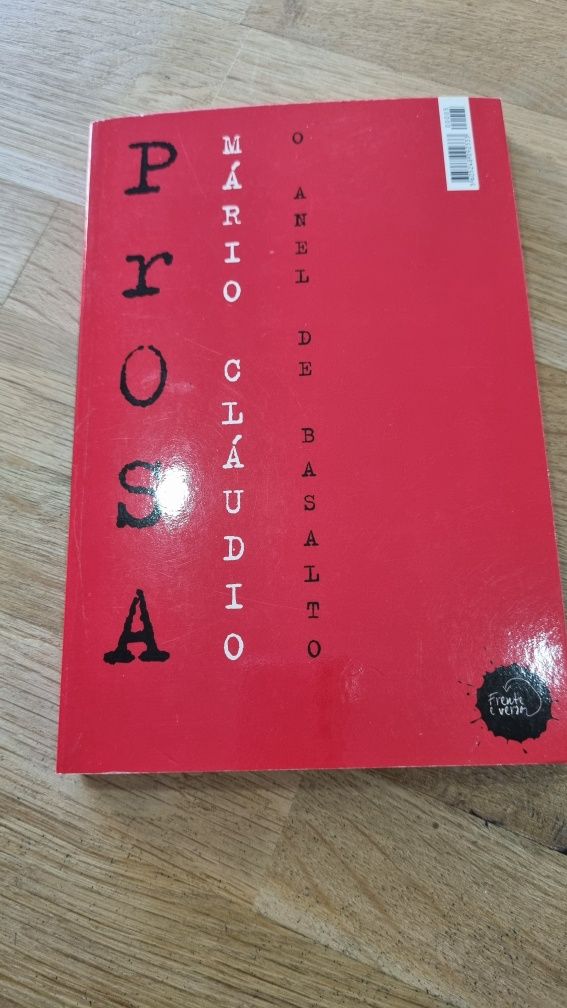 PrOSA
MÁRIO CLÁUDIO
O ANEL DE BASALTO
Frente
e verso